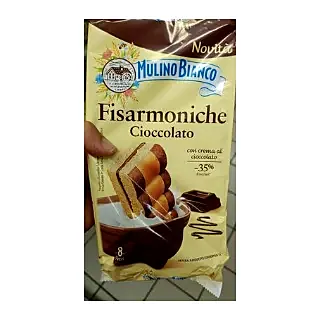 Novità
MULINO BIANCO
Fisarmoniche
Cioccolato
con crema al
cioccolato
-35%
8